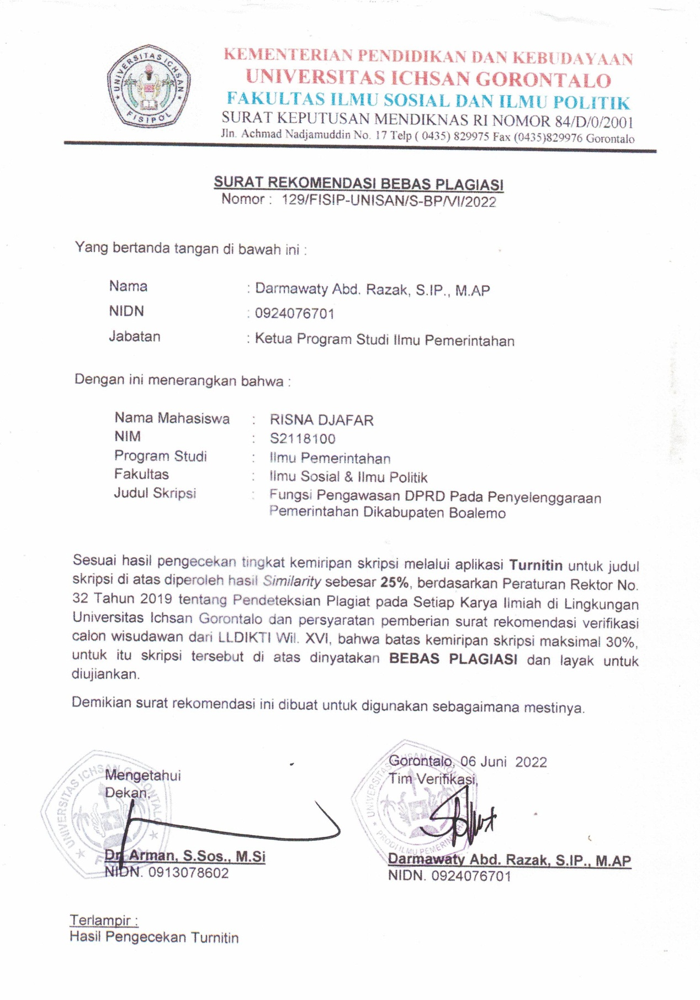 UNIVERSITAS ICHSAN
FISIPOL
KEMENTERIAN PENDIDIKAN DAN KEBUDAYAAN
UNIVERSITAS ICHSAN GORONTALO
FAKULTAS ILMU SOSIAL DAN ILMU POLITIK
SURAT KEPUTUSAN MENDIKNAS RI NOMOR 84/D/0/2001
Jln. Achmad Nadjamuddin No. 17 Telp ( 0435) 829975 Fax (0435)829976 Gorontalo
SURAT REKOMENDASI BEBAS PLAGIASI
Nomor : 129/FISIP-UNISAN/S-BP/VI/2022
Yang bertanda tangan di bawah ini :
Nama : Darmawaty Abd. Razak, S.IP., M.AP
NIDN : 0924076701
Jabatan : Ketua Program Studi Ilmu Pemerintahan
Dengan ini menerangkan bahwa :
Nama Mahasiswa : RISNA DJAFAR
NIM : S2118100
Program Studi : Ilmu Pemerintahan
Fakultas : Ilmu Sosial & Ilmu Politik
Judul Skripsi : Fungsi Pengawasan DPRD Pada Penyelenggaraan
Pemerintahan Dikabupaten Boalemo
Sesuai hasil pengecekan tingkat kemiripan skripsi melalui aplikasi Turnitin untuk judul
skripsi di atas diperoleh hasil Similarity sebesar 25%, berdasarkan Peraturan Rektor No.
32 Tahun 2019 tentang Pendeteksian Plagiat pada Setiap Karya Ilmiah di Lingkungan
Universitas Ichsan Gorontalo dan persyaratan pemberian surat rekomendasi verifikasi
calon wisudawan dari LLDIKTI Wil. XVI, bahwa batas kemiripan skripsi maksimal 30%,
untuk itu skripsi tersebut di atas dinyatakan BEBAS PLAGIASI dan layak untuk
diujiankan.
Demikian surat rekomendasi ini dibuat untuk digunakan sebagaimana mestinya.
Gorontalo, 06 Juni 2022
Mengetahui
Tim Verifikasi,
Dekan,
UNIVERSITAS ICHSAN GORONTALO
Dr. Arman, S.Sos., M.Si
NIDN. 0913078602
PRODI ILMU PEMERINTAHAN
Darmawaty Abd. Razak, S.IP., M.AP
NIDN. 0924076701
Terlampir :
Hasil Pengecekan Turnitin